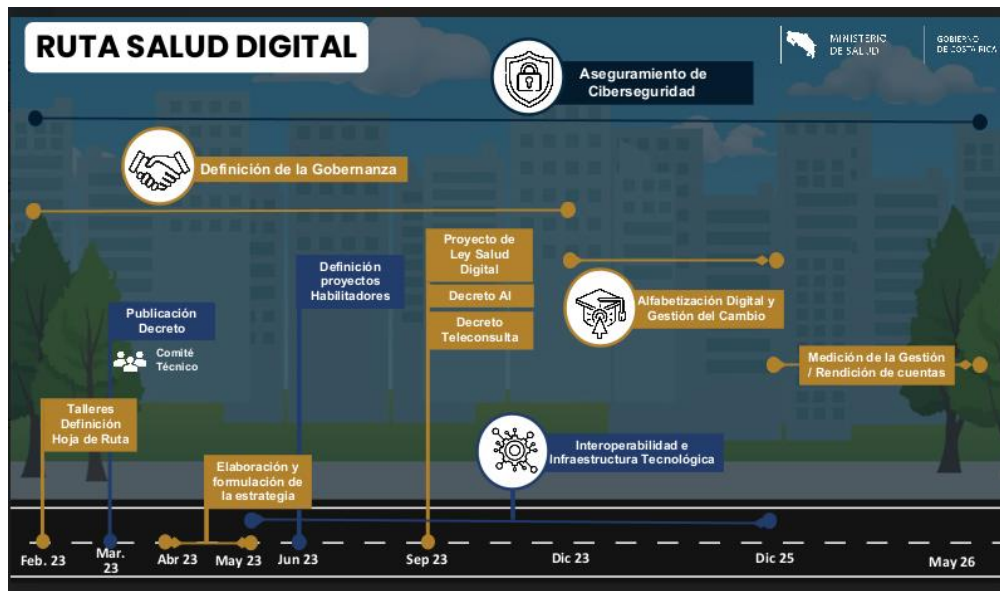 RUTA SALUD DIGITAL
MINISTERIO
DE SALUD
GOBIERNO
DE COSTA RICA
Aseguramiento de
Ciberseguridad
Definición de la Gobernanza
Proyecto de
Ley Salud
Digital
Decreto AI
Decreto
Teleconsulta
Definición
proyectos
Habilitadores
Alfabetización Digital y
Gestión del Cambio
Publicación
Decreto
Comité
Técnico
Medición de la Gestión
/ Rendición de cuentas
Talleres
Definición
Hoja de Ruta
Interoperabilidad e
Infraestructura Tecnológica
Elaboración y
formulación de
la estrategia
Feb. 23
Mar.
23
Abr 23
May 23
Jun 23
Sep 23
Dic 23
Dic 25
May 26